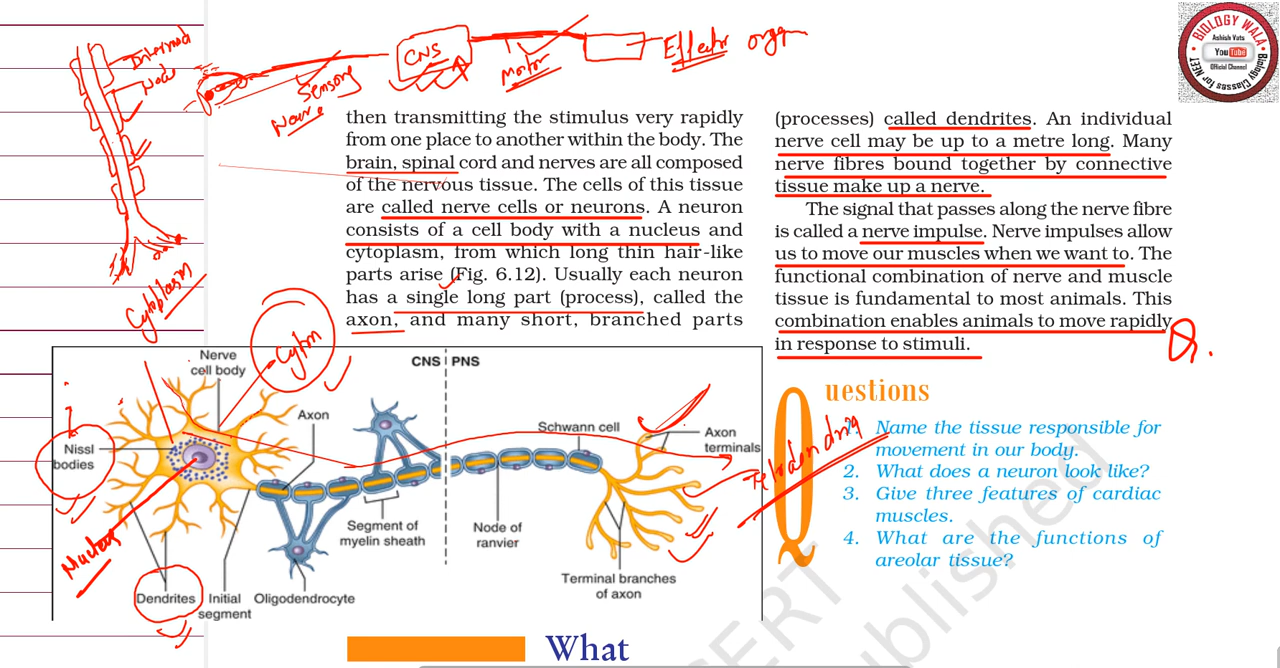 Internod
Node
Sensory
Nerve
CNS
Motor
Effector organ
BIOLOGY WALA
Ashish Vats
YouTube
Official Channel
Biology Classes for NEET
then transmitting the stimulus very rapidly
from one place to another within the body. The
brain, spinal cord and nerves are all composed
of the nervous tissue. The cells of this tissue
are called nerve cells or neurons. A neuron
consists of a cell body with a nucleus and
cytoplasm, from which long thin hair-like
parts arise (Fig. 6.12). Usually each neuron
has a single long part (process), called the
axon, and many short, branched parts
(processes) called dendrites. An individual
nerve cell may be up to a metre long. Many
nerve fibres bound together by connective
tissue make up a nerve.
The signal that passes along the nerve fibre
is called a nerve impulse. Nerve impulses allow
us to move our muscles when we want to. The
functional combination of nerve and muscle
tissue is fundamental to most animals. This
combination enables animals to move rapidly
in response to stimuli.
Cytoplasm
Cyton
Nerve
cell body
CNS PNS
Axon
Schwann cell
Axon
terminals
Nissl
bodies
Segment of
myelin sheath
Node of
ranvier
Nucleus
Dendrites
Initial
segment
Oligodendrocyte
Terminal branches
of axon
Questions
1. Name the tissue responsible for
movement in our body.
2. What does a neuron look like?
3. Give three features of cardiac
muscles.
4. What are the functions of
areolar tissue?
What